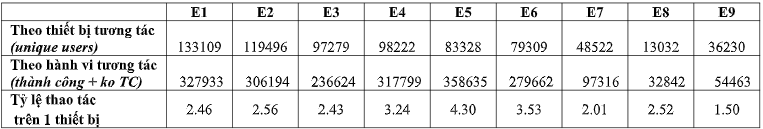 E1 E2 E3 E4 E5 E6 E7 E8 E9
Theo thiết bị tương tác
(unique users) 133109 119496 97279 98222 83328 79309 48522 13032 36230
Theo hành vi tương tác
(thành công + ko TC) 327933 306194 236624 317799 358635 279662 97316 32842 54463
Tỷ lệ thao tác
trên 1 thiết bị 2.46 2.56 2.43 3.24 4.30 3.53 2.01 2.52 1.50